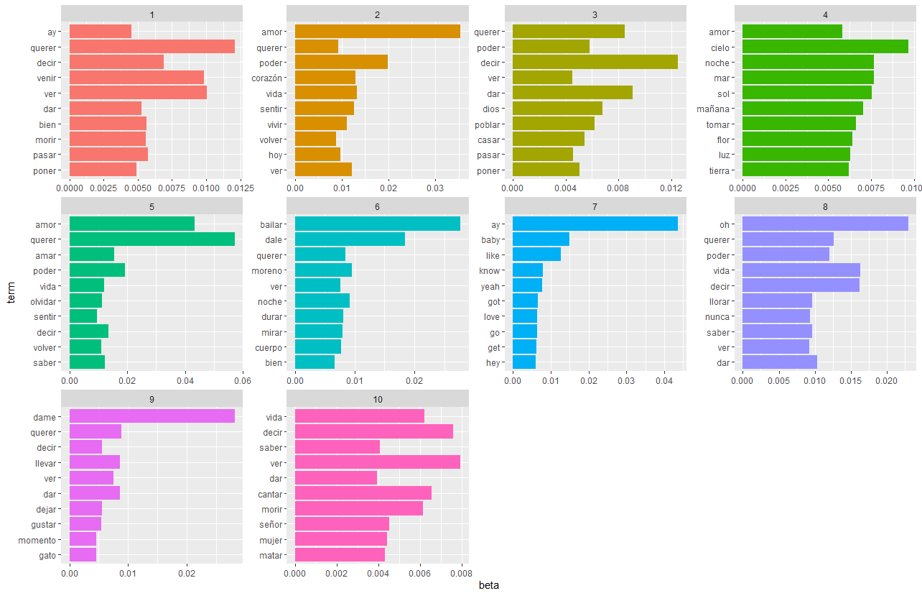 1
ay
querer
decir
venir
ver
dar
bien
morir
pasar
poner
0.0000 0.0025 0.0050 0.0075 0.0100 0.0125
2
amor
querer
poder
corazón
vida
sentir
vivir
volver
hoy
ver
0.00 0.01 0.02 0.03
3
querer
poder
decir
ver
dar
dios
poblar
casar
pasar
poner
0.000 0.004 0.008 0.012
4
amor
cielo
noche
mar
sol
mañana
tomar
flor
luz
tierra
0.0000 0.0025 0.0050 0.0075 0.0100
term
5
amor
querer
amar
poder
vida
olvidar
sentir
decir
volver
saber
0.00 0.02 0.04 0.06
6
bailar
dale
querer
moreno
ver
noche
durar
mirar
cuerpo
bien
0.00 0.01 0.02
7
ay
baby
like
know
yeah
got
love
go
get
hey
0.00 0.01 0.02 0.03 0.04
8
oh
querer
poder
vida
decir
llorar
nunca
saber
ver
dar
0.000 0.005 0.010 0.015 0.020
9
dame
querer
decir
llevar
ver
dar
dejar
gustar
momento
gato
0.00 0.01 0.02
10
vida
decir
saber
ver
dar
cantar
morir
señor
mujer
matar
0.000 0.002 0.004 0.006 0.008
beta